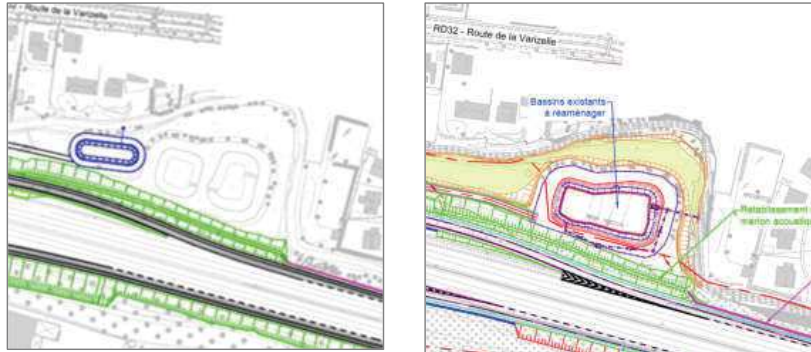 - Route de la Varizelle
RD32 - Route de la Varizelle
Bassins existants
à réaménager
Rétablissement
merlon acoustiq